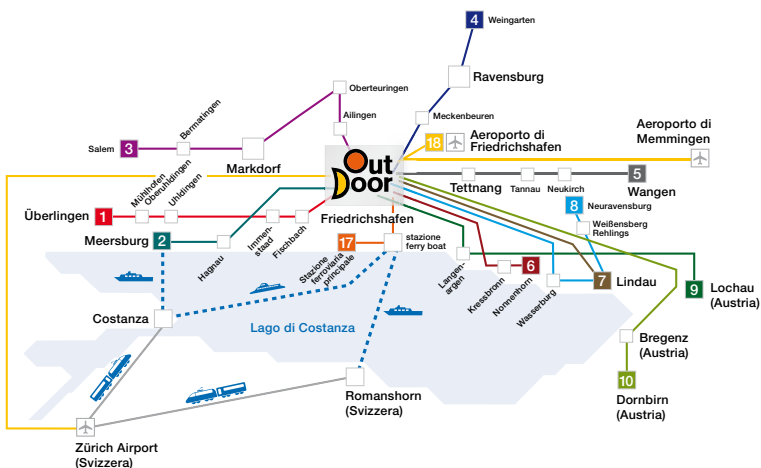 4 Weingarten
Ravensburg
Oberteuringen
Ailingen
Meckenbeuren
Bermatingen
Salem 3
Markdorf
18 Aeroporto di
Friedrichshafen
Aeroporto di
Memmingen
OutDoor
Tettnang
Tannau
Neukirch
5
Wangen
Mühlhofen
Oberuhldingen
Uhldingen
Überlingen 1
Immen-
staad
Fischbach
Friedrichshafen
8 Neuravensburg
Weißensberg
Rehlings
Meersburg 2
Hagnau
17
Stazione
ferroviaria
principale
stazione
ferry boat
Langen-
argen
6
Kressbronn
Nonnenhorn
Wasserburg
7 Lindau
9 Lochau
(Austria)
Costanza
Lago di Costanza
Bregenz
(Austria)
10
Dornbirn
(Austria)
Romanshorn
(Svizzera)
Zürich Airport
(Svizzera)